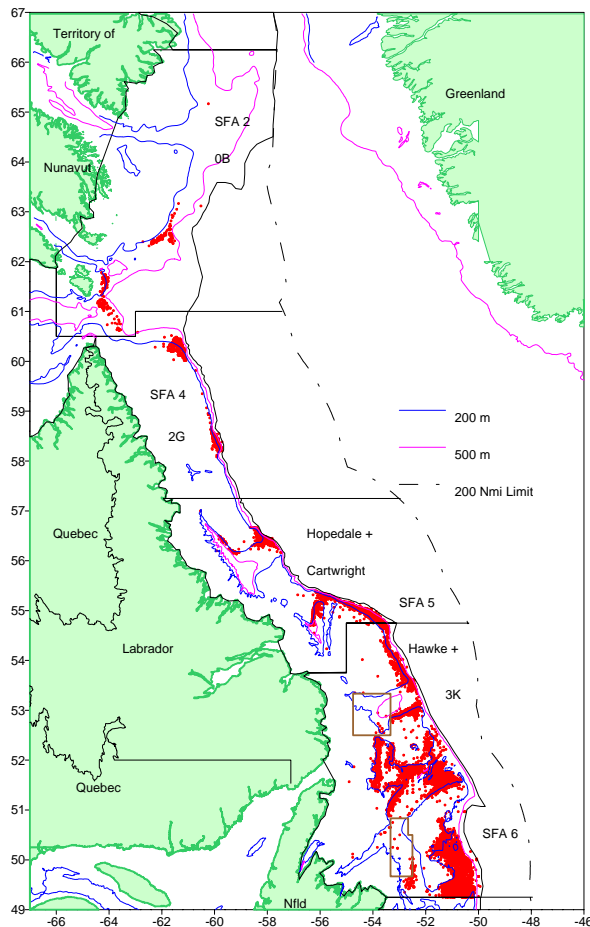 67
66
65
64
63
62
61
60
59
58
57
56
55
54
53
52
51
50
49
-66
-64
-62
-60
-58
-56
-54
-52
-50
-48
-46
Territory of
Nunavut
Greenland
SFA 2
0B
SFA 4
2G
200 m
500 m
200 Nmi Limit
Quebec
Hopedale +
Cartwright
SFA 5
Labrador
Hawke +
3K
Quebec
SFA 6
Nfld